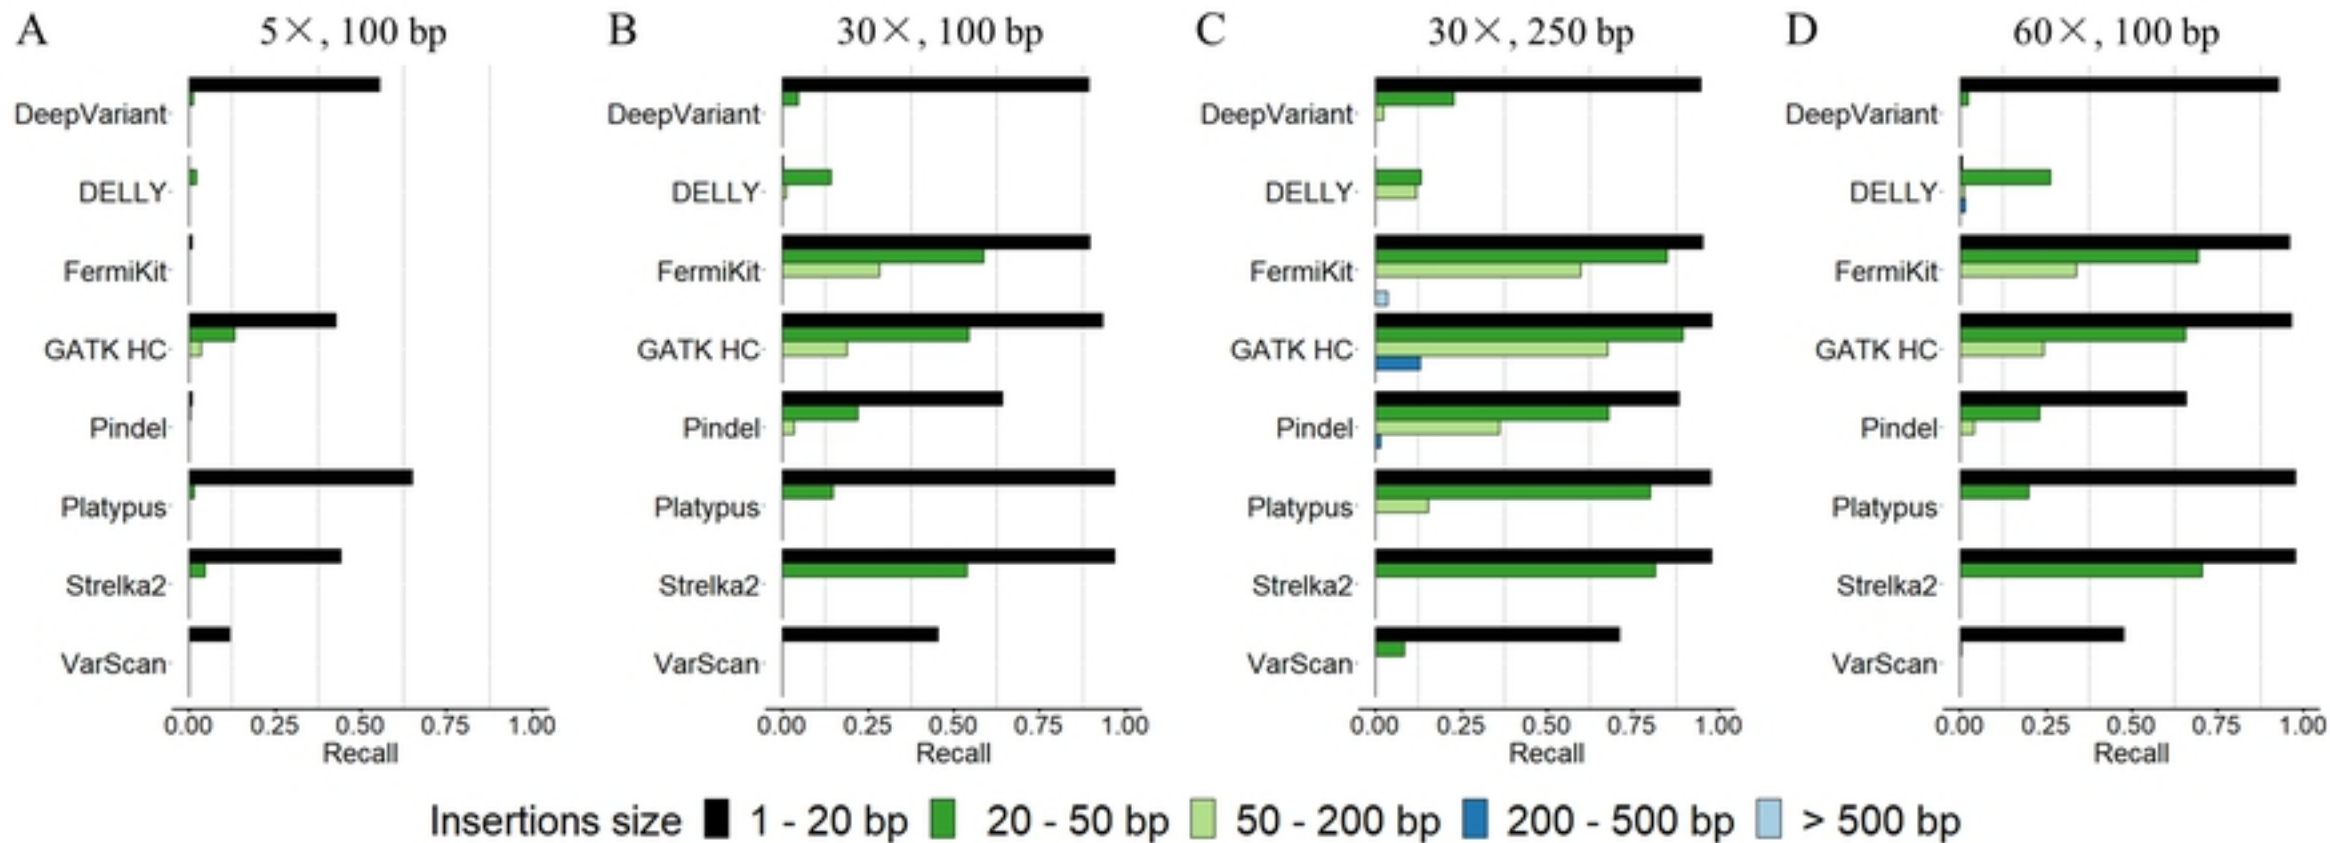 A
5×, 100 bp
DeepVariant
DELLY
FermiKit
GATK HC
Pindel
Platypus
Strelka2
VarScan
0.00 0.25 0.50 0.75 1.00
Recall
B
30×, 100 bp
DeepVariant
DELLY
FermiKit
GATK HC
Pindel
Platypus
Strelka2
VarScan
0.00 0.25 0.50 0.75 1.00
Recall
C
30×, 250 bp
DeepVariant
DELLY
FermiKit
GATK HC
Pindel
Platypus
Strelka2
VarScan
0.00 0.25 0.50 0.75 1.00
Recall
D
60×, 100 bp
DeepVariant
DELLY
FermiKit
GATK HC
Pindel
Platypus
Strelka2
VarScan
0.00 0.25 0.50 0.75 1.00
Recall
Insertions size 1 - 20 bp 20 - 50 bp 50 - 200 bp 200 - 500 bp > 500 bp